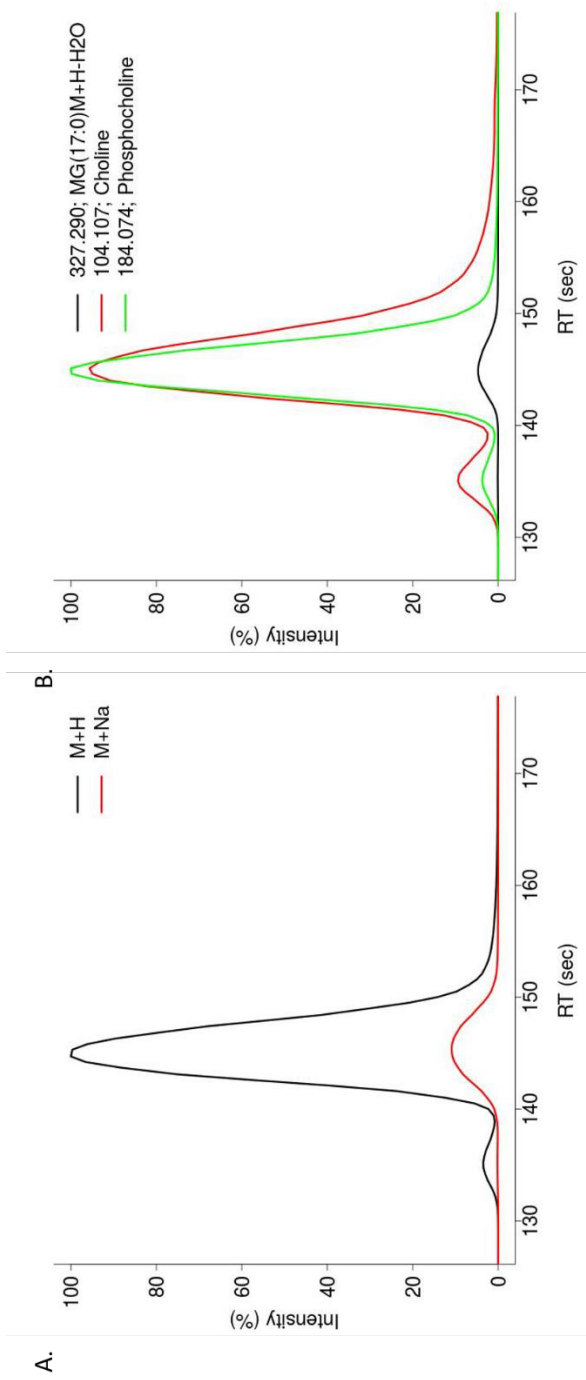 A.
M+H
M+Na
Intensity (%)
100
80
60
40
20
0
130
140
150
160
170
RT (sec)
B.
327.290; MG(17:0)M+H-H2O
104.107; Choline
184.074; Phosphocholine
Intensity (%)
100
80
60
40
20
0
130
140
150
160
170
RT (sec)